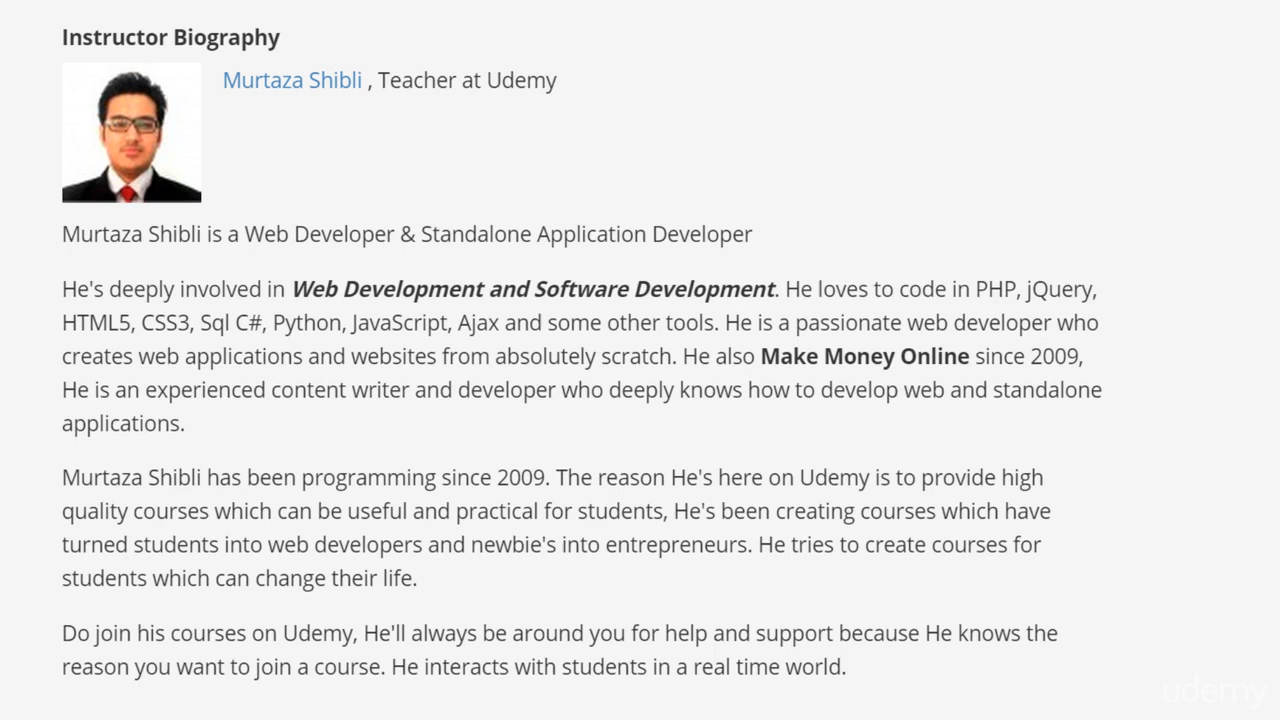 Instructor Biography
Murtaza Shibli , Teacher at Udemy
Murtaza Shibli is a Web Developer & Standalone Application Developer
He's deeply involved in Web Development and Software Development. He loves to code in PHP, jQuery,
HTML5, CSS3, Sql C#, Python, JavaScript, Ajax and some other tools. He is a passionate web developer who
creates web applications and websites from absolutely scratch. He also Make Money Online since 2009,
He is an experienced content writer and developer who deeply knows how to develop web and standalone
applications.
Murtaza Shibli has been programming since 2009. The reason He's here on Udemy is to provide high
quality courses which can be useful and practical for students, He's been creating courses which have
turned students into web developers and newbie's into entrepreneurs. He tries to create courses for
students which can change their life.
Do join his courses on Udemy, He'll always be around you for help and support because He knows the
reason you want to join a course. He interacts with students in a real time world.
udemy